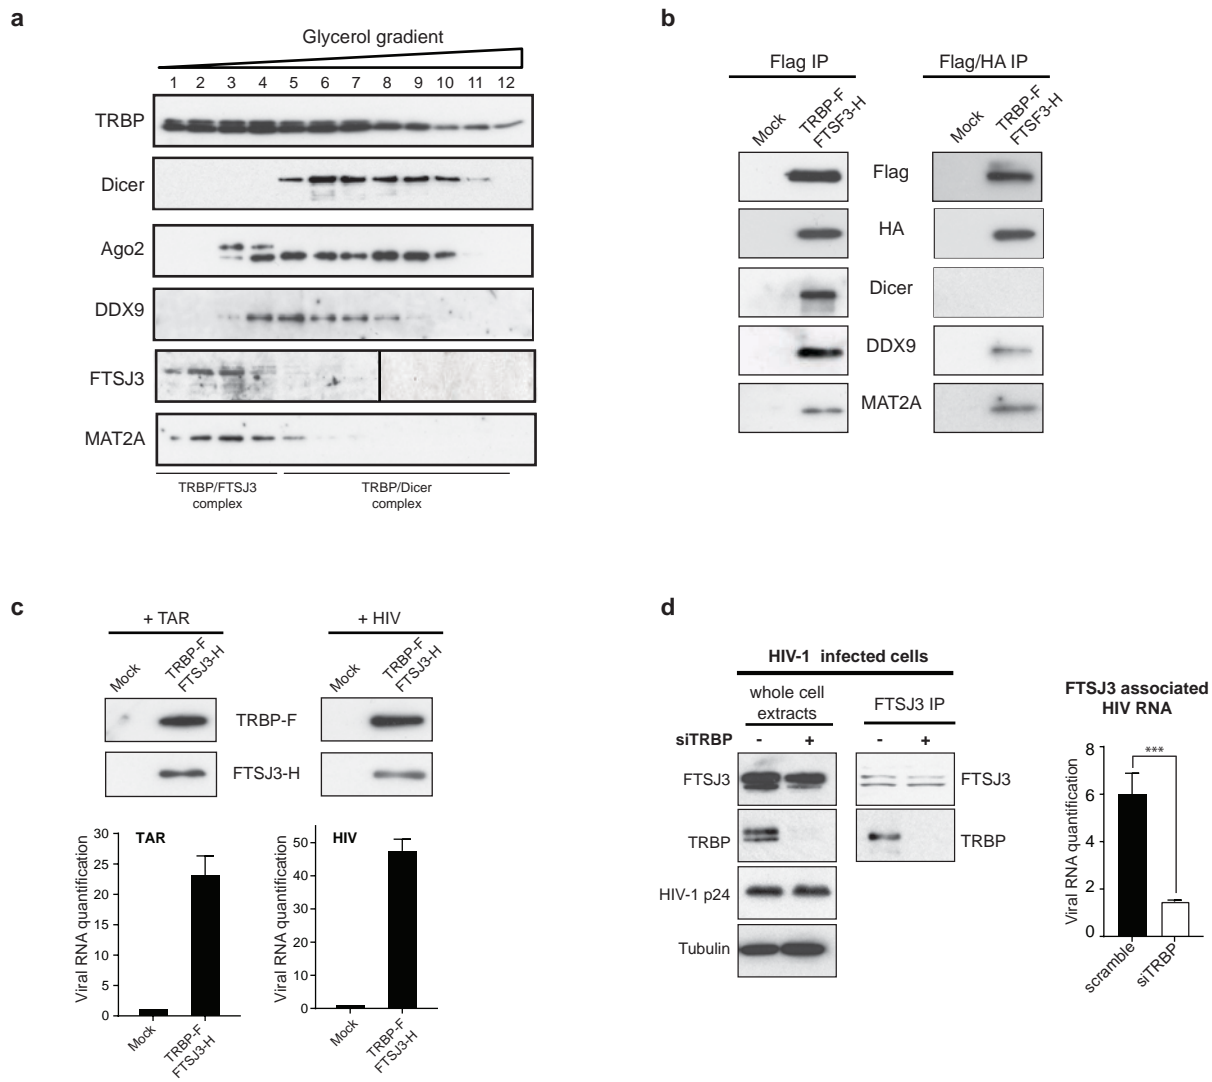 a
Glycerol gradient
1 2 3 4 5 6 7 8 9 10 11 12
TRBP
Dicer
Ago2
DDX9
FTSJ3
MAT2A
TRBP/FTSJ3
complex
TRBP/Dicer
complex
b
Flag IP
Flag/HA IP
Mock
TRBP-F
FTSF3-H
Mock
TRBP-F
FTSF3-H
Flag
HA
Dicer
DDX9
MAT2A
c
+ TAR
+ HIV
Mock
TRBP-F
FTSJ3-H
Mock
TRBP-F
FTSJ3-H
TRBP-F
FTSJ3-H
Viral RNA quantification
30
25
20
15
10
5
0
TAR
Mock
TRBP-F
FTSJ3-H
Viral RNA quantification
50
40
30
20
10
0
HIV
Mock
TRBP-F
FTSJ3-H
d
HIV-1 infected cells
whole cell
extracts
FTSJ3 IP
siTRBP - + - +
FTSJ3
FTSJ3
TRBP
TRBP
HIV-1 p24
Tubulin
FTSJ3 associated
HIV RNA
Viral RNA quantification
8
6
4
2
0
***
scramble
siTRBP